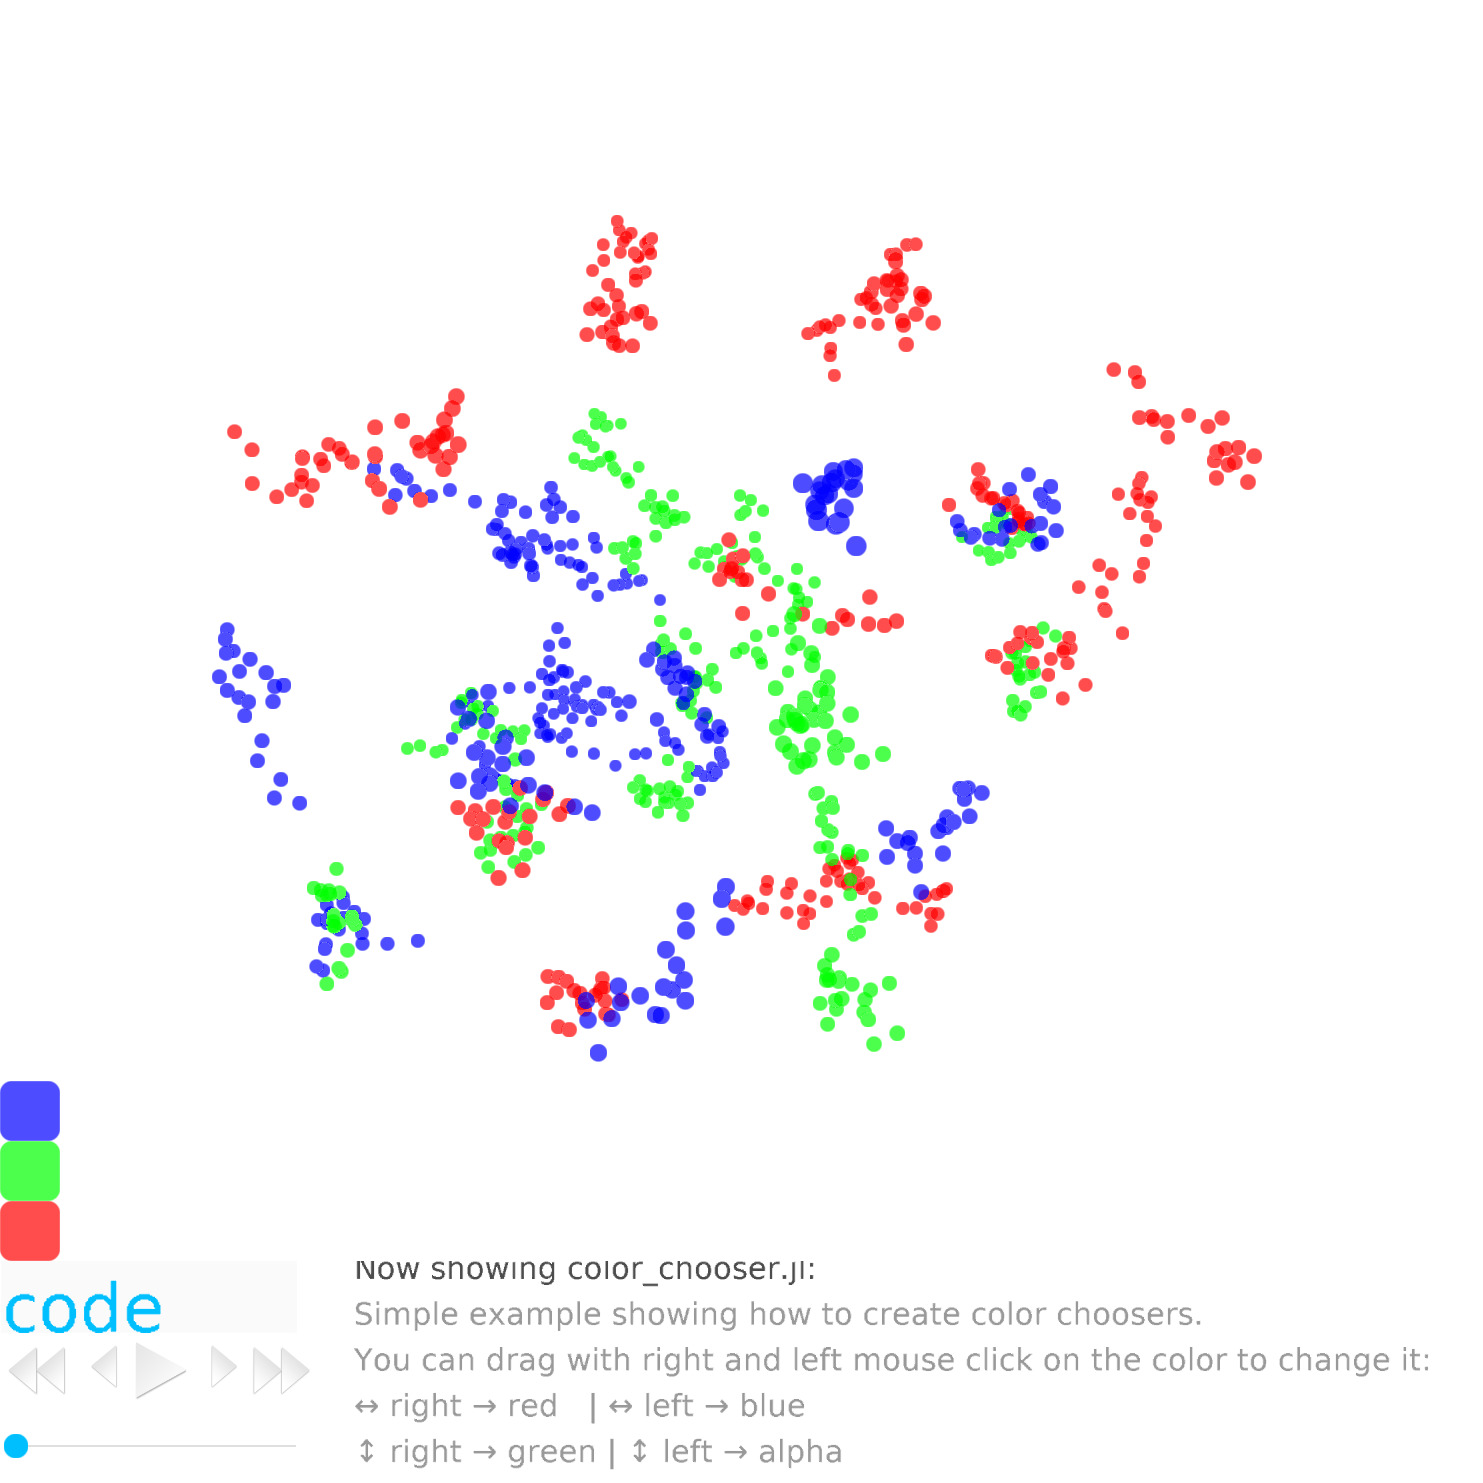 Now showing color_chooser.jl:
code
Simple example showing how to create color choosers.
You can drag with right and left mouse click on the color to change it:
↔ right → red | ↔ left → blue
↕ right → green | ↕ left → alpha